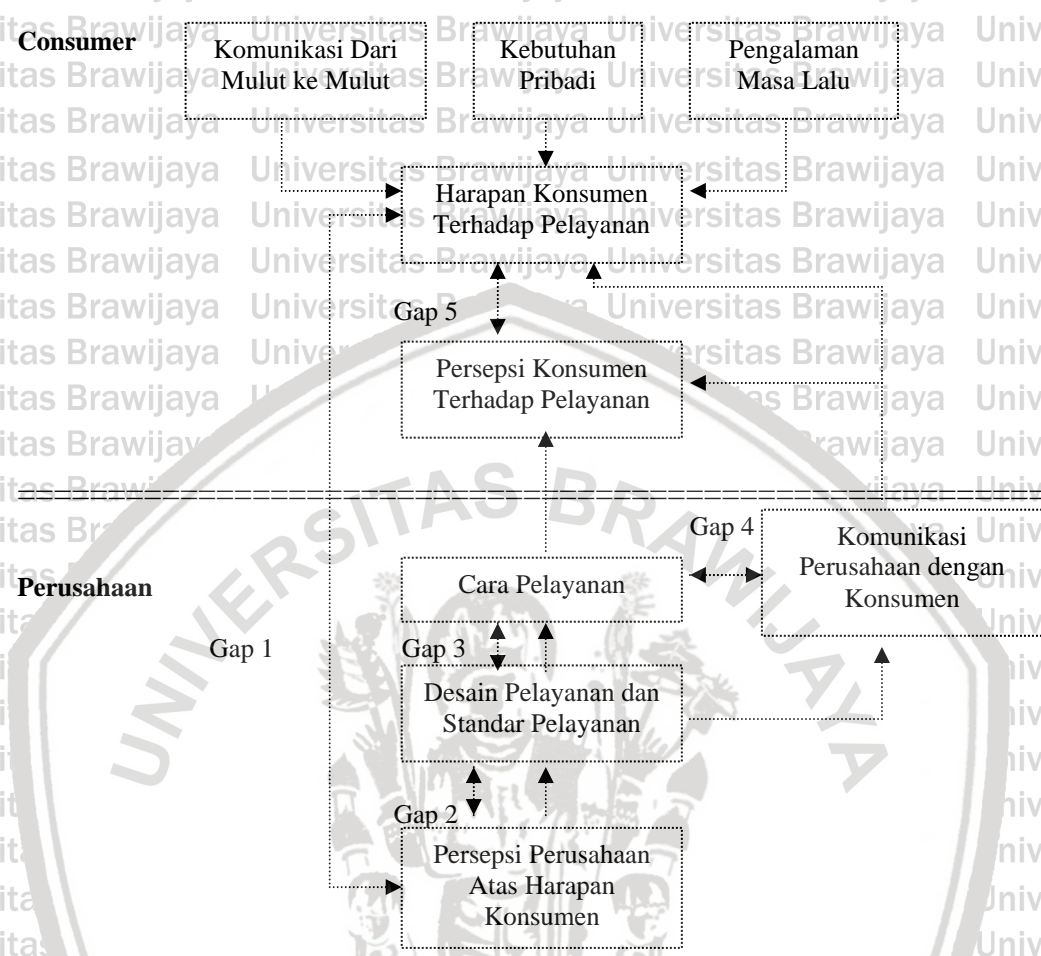 Consumer
Komunikasi Dari
Mulut ke Mulut
Kebutuhan
Pribadi
Pengalaman
Masa Lalu
Harapan Konsumen
Terhadap Pelayanan
Gap 5
Persepsi Konsumen
Terhadap Pelayanan
Perusahaan
Gap 4
Komunikasi
Perusahaan dengan
Konsumen
Cara Pelayanan
Gap 1
Gap 3
Desain Pelayanan dan
Standar Pelayanan
Gap 2
Persepsi Perusahaan
Atas Harapan
Konsumen
UNIVERSITAS BRAWIJAYA